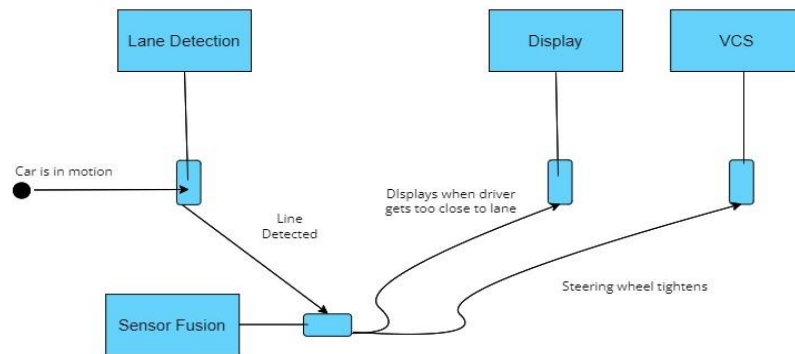 Lane Detection
Display
VCS
Car is in motion
DIsplays when driver
gets too close to lane
Line
Detected
Steering wheel tightens
Sensor Fusion